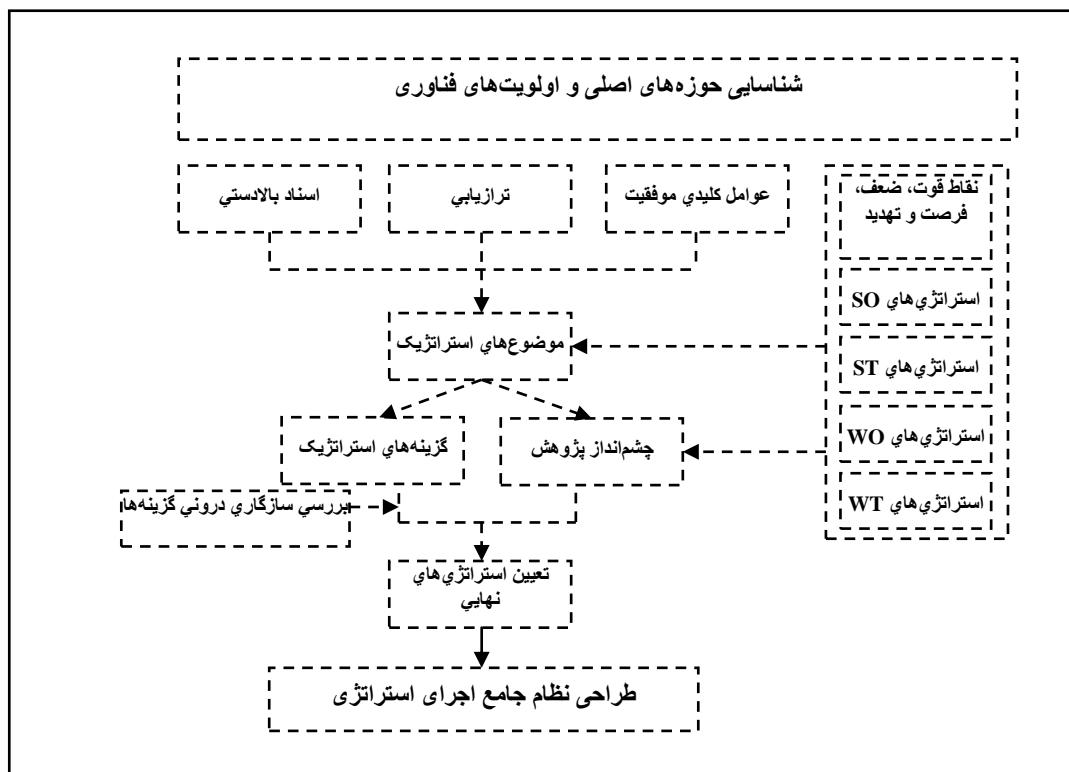 شناسایی حوزه‌های اصلی و اولویت‌های فناوری
نقاط قوت، ضعف،
فرصت و تهدید
عوامل كليدي موفقيت
ترازيابي
اسناد بالادستي
استراتژي‌هاي SO
موضوع‌هاي استراتژيک
استراتژي‌هاي ST
چشم‌انداز پژوهش
گزينه‌هاي استراتژيک
استراتژي‌هاي WO
استراتژي‌هاي WT
بررسي سازگاري دروني گزينه‌ها
تعيين استراتژي‌هاي
نهايي
طراحی نظام جامع اجرای استراتژی